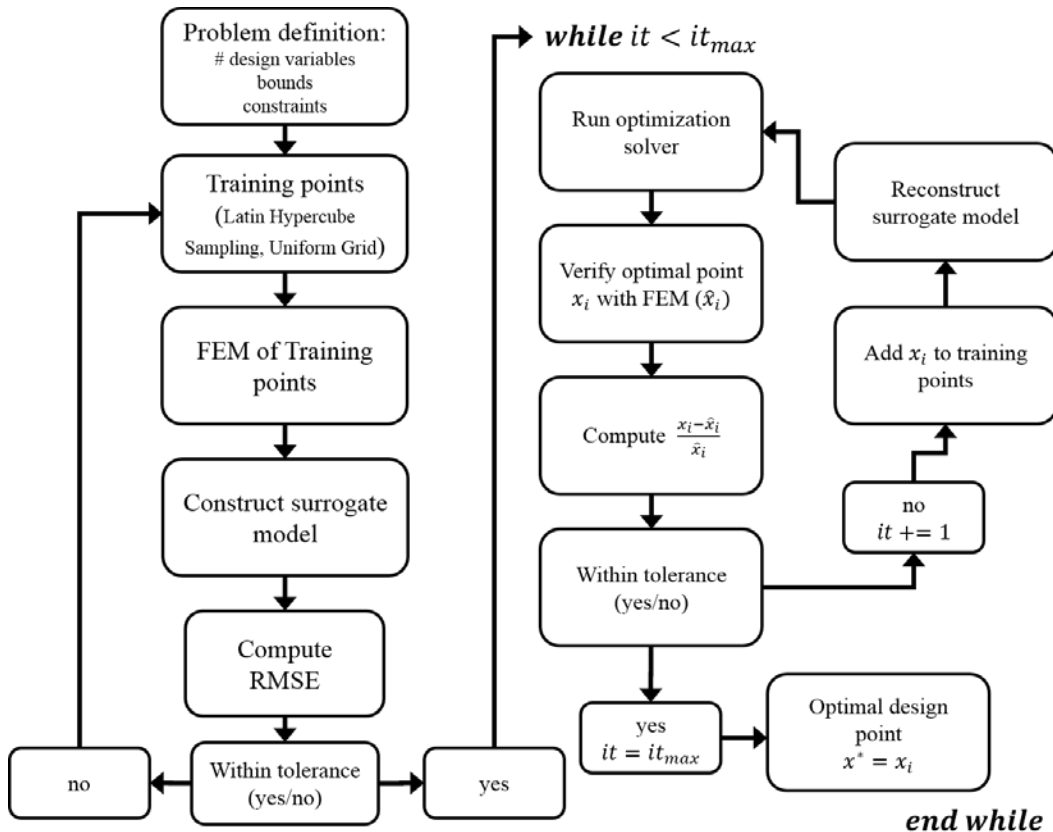 Problem definition:
# design variables
bounds
constraints
Training points
(Latin Hypercube
Sampling, Uniform Grid)
FEM of Training
points
Construct surrogate
model
Compute
RMSE
Within tolerance
(yes/no)
no
yes
while it < it_max
Run optimization
solver
Verify optimal point
x_i with FEM (x̂_i)
Compute (x_i − x̂_i)/x̂_i
Within tolerance
(yes/no)
no
it += 1
Add x_i to training
points
Reconstruct
surrogate model
yes
it = it_max
Optimal design
point
x* = x_i
end while